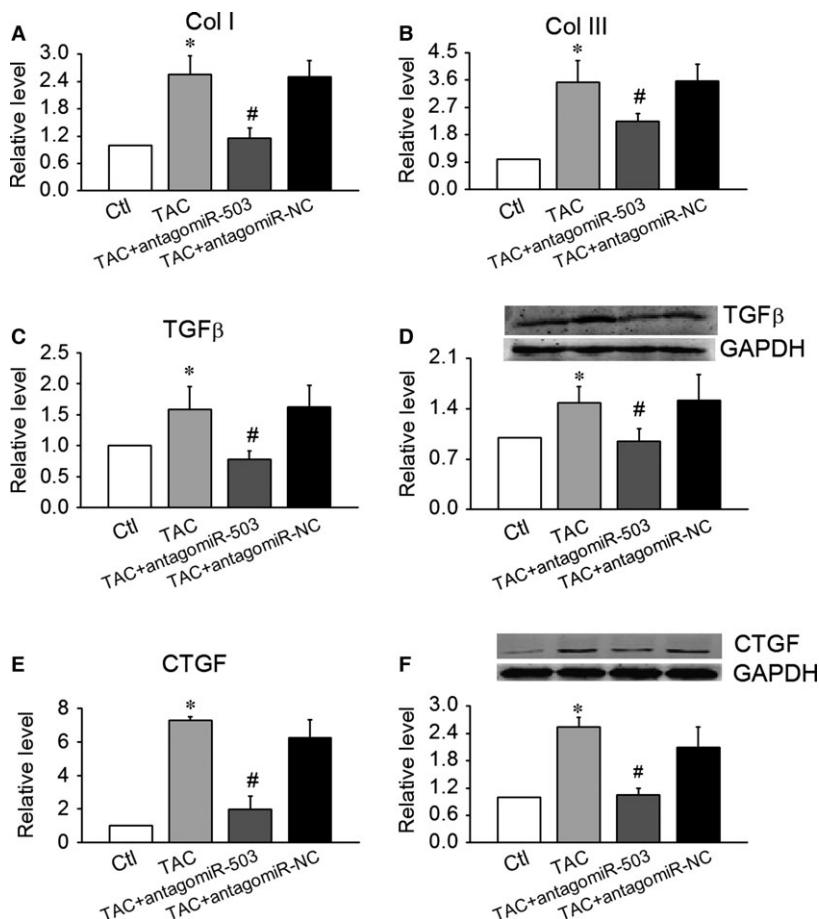 A
Col I
*
#
Relative level
3.0
2.4
1.8
1.2
0.6
0.0
Ctl
TAC
TAC+antagomiR-503
TAC+antagomiR-NC
B
Col III
*
#
Relative level
4.5
3.6
2.7
1.8
0.9
0.0
Ctl
TAC
TAC+antagomiR-503
TAC+antagomiR-NC
C
TGFβ
*
#
Relative level
2.5
2.0
1.5
1.0
0.5
0.0
Ctl
TAC
TAC+antagomiR-503
TAC+antagomiR-NC
D
TGFβ
GAPDH
*
#
Relative level
2.1
1.4
0.7
0.0
Ctl
TAC
TAC+antagomiR-503
TAC+antagomiR-NC
E
CTGF
*
#
Relative level
8
6
4
2
0
Ctl
TAC
TAC+antagomiR-503
TAC+antagomiR-NC
F
CTGF
GAPDH
*
#
Relative level
3.0
2.4
1.8
1.2
0.6
0.0
Ctl
TAC
TAC+antagomiR-503
TAC+antagomiR-NC